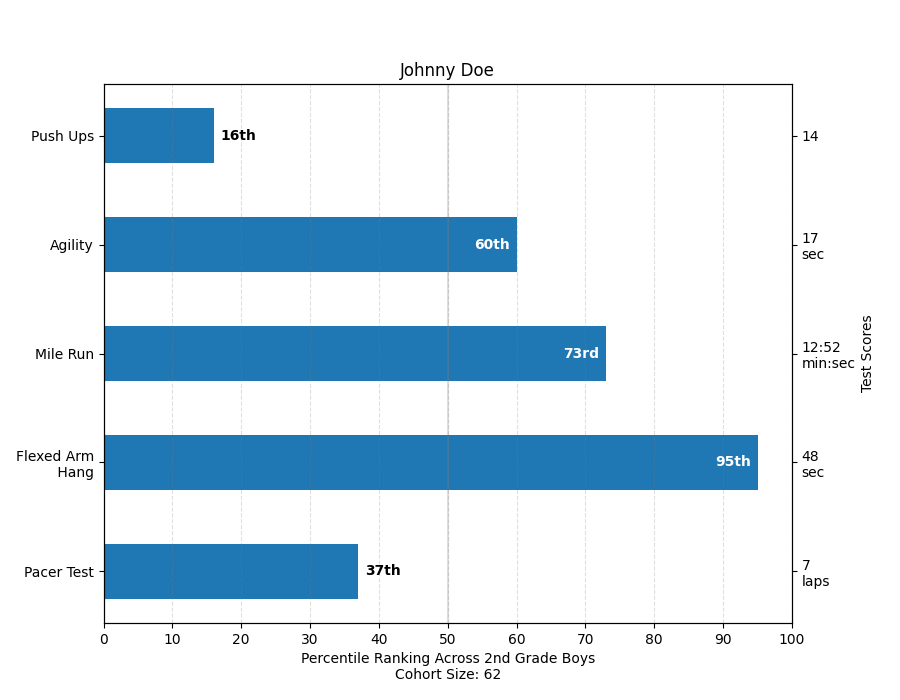 Johnny Doe
Push Ups
16th
14
Agility
60th
17
sec
Mile Run
73rd
12:52
min:sec
Test Scores
Flexed Arm
Hang
95th
48
sec
Pacer Test
37th
7
laps
0 10 20 30 40 50 60 70 80 90 100
Percentile Ranking Across 2nd Grade Boys
Cohort Size: 62